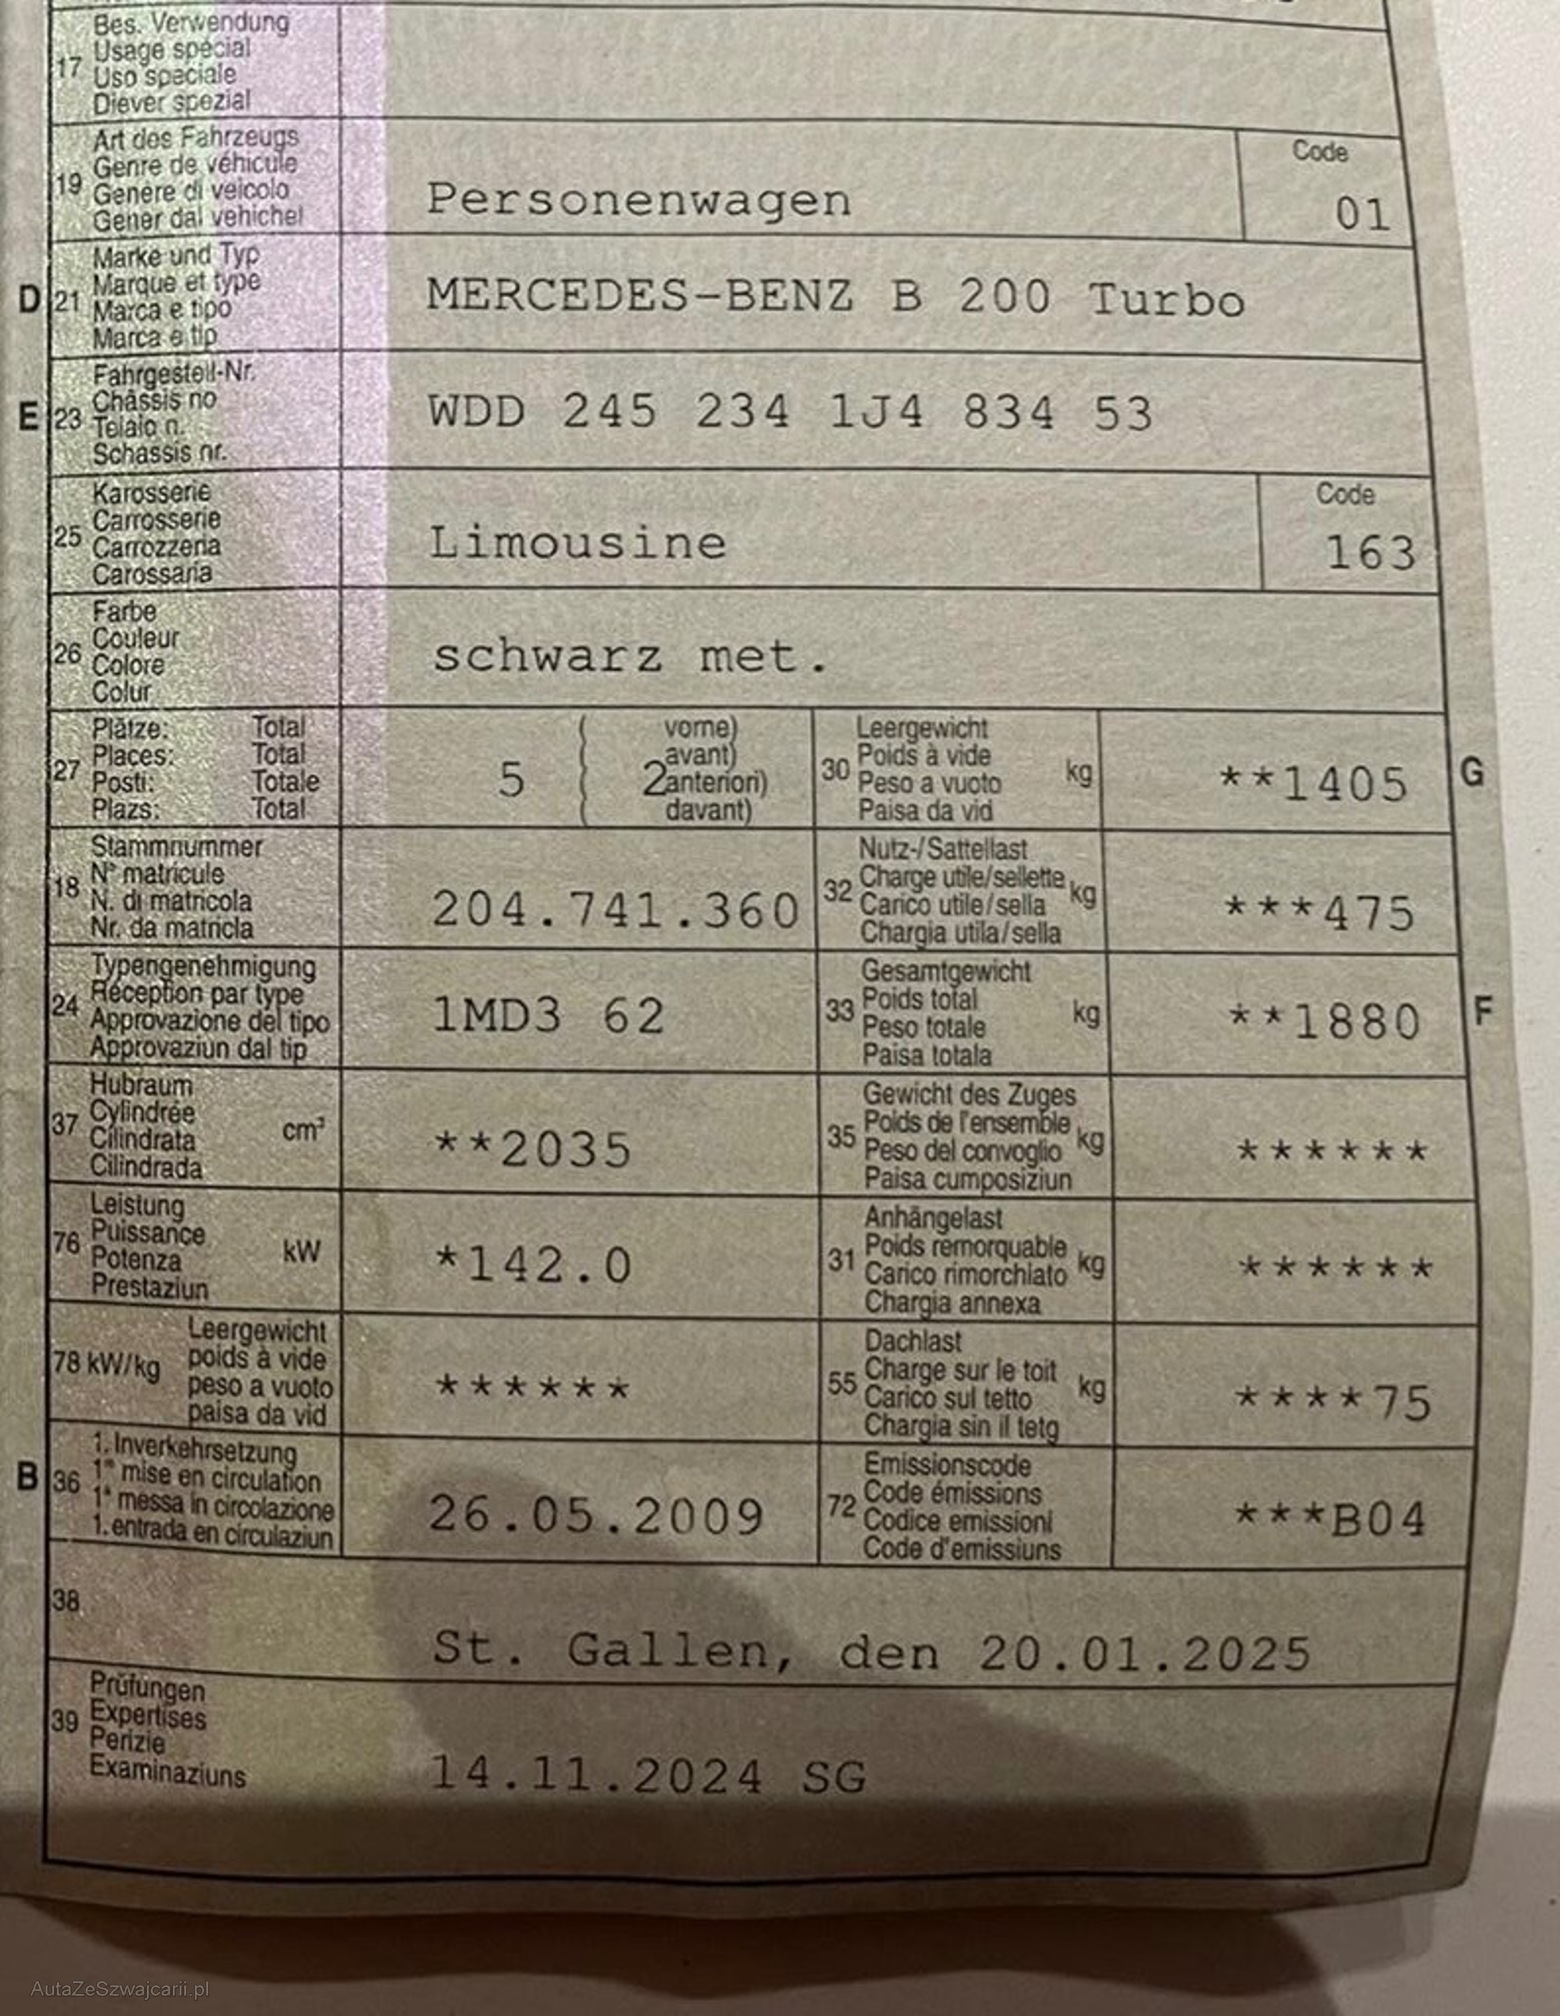 Bes. Verwendung
17 Usage spécial
Uso speciale
Diever spezial
Art des Fahrzeugs
19 Genre de véhicule
Genere di veicolo
Gener dal vehichel
Personenwagen
Code
01
Marke und Typ
D 21 Marque et type
Marca e tipo
Marca e tip
MERCEDES-BENZ B 200 Turbo
Fahrgestell-Nr.
E 23 Châssis no
Telaio n.
Schassis nr.
WDD 245 234 1J4 834 53
Karosserie
25 Carrosserie
Carrozzeria
Carossaria
Limousine
Code
163
Farbe
26 Couleur
Colore
Colur
schwarz met.
Plätze: Total
27 Places: Total
Posti: Totale
Plazs: Total
5
( vorne)
( avant)
( 2 anteriori)
( davant)
Leergewicht
30 Poids à vide kg
Peso a vuoto
Paisa da vid
**1405 G
Stammnummer
18 N° matricule
N. di matricola
Nr. da matricla
204.741.360
Nutz-/Sattellast
32 Charge utile/sellette kg
Carico utile/sella
Chargia utila/sella
***475
Typengenehmigung
24 Réception par type
Approvazione del tipo
Approvaziun dal tip
1MD3 62
Gesamtgewicht
33 Poids total kg
Peso totale
Paisa totala
**1880 F
Hubraum
37 Cylindrée cm³
Cilindrata
Cilindrada
**2035
Gewicht des Zuges
35 Poids de l'ensemble kg
Peso del convoglio
Paisa cumposiziun
******
Leistung
76 Puissance kW
Potenza
Prestaziun
*142.0
Anhängelast
31 Poids remorquable kg
Carico rimorchiato
Chargia annexa
******
Leergewicht
78 kW/kg poids à vide
peso a vuoto
paisa da vid
******
Dachlast
55 Charge sur le toit kg
Carico sul tetto
Chargia sin il tetg
****75
1. Inverkehrsetzung
B 36 1re mise en circulation
1a messa in circolazione
1. entrada en circulaziun
26.05.2009
Emissionscode
72 Code émissions
Codice emissioni
Code d'emissiuns
***B04
38
St. Gallen, den 20.01.2025
Prüfungen
39 Expertises
Perizie
Examinaziuns
14.11.2024 SG
AutaZeSzwajcarii.pl